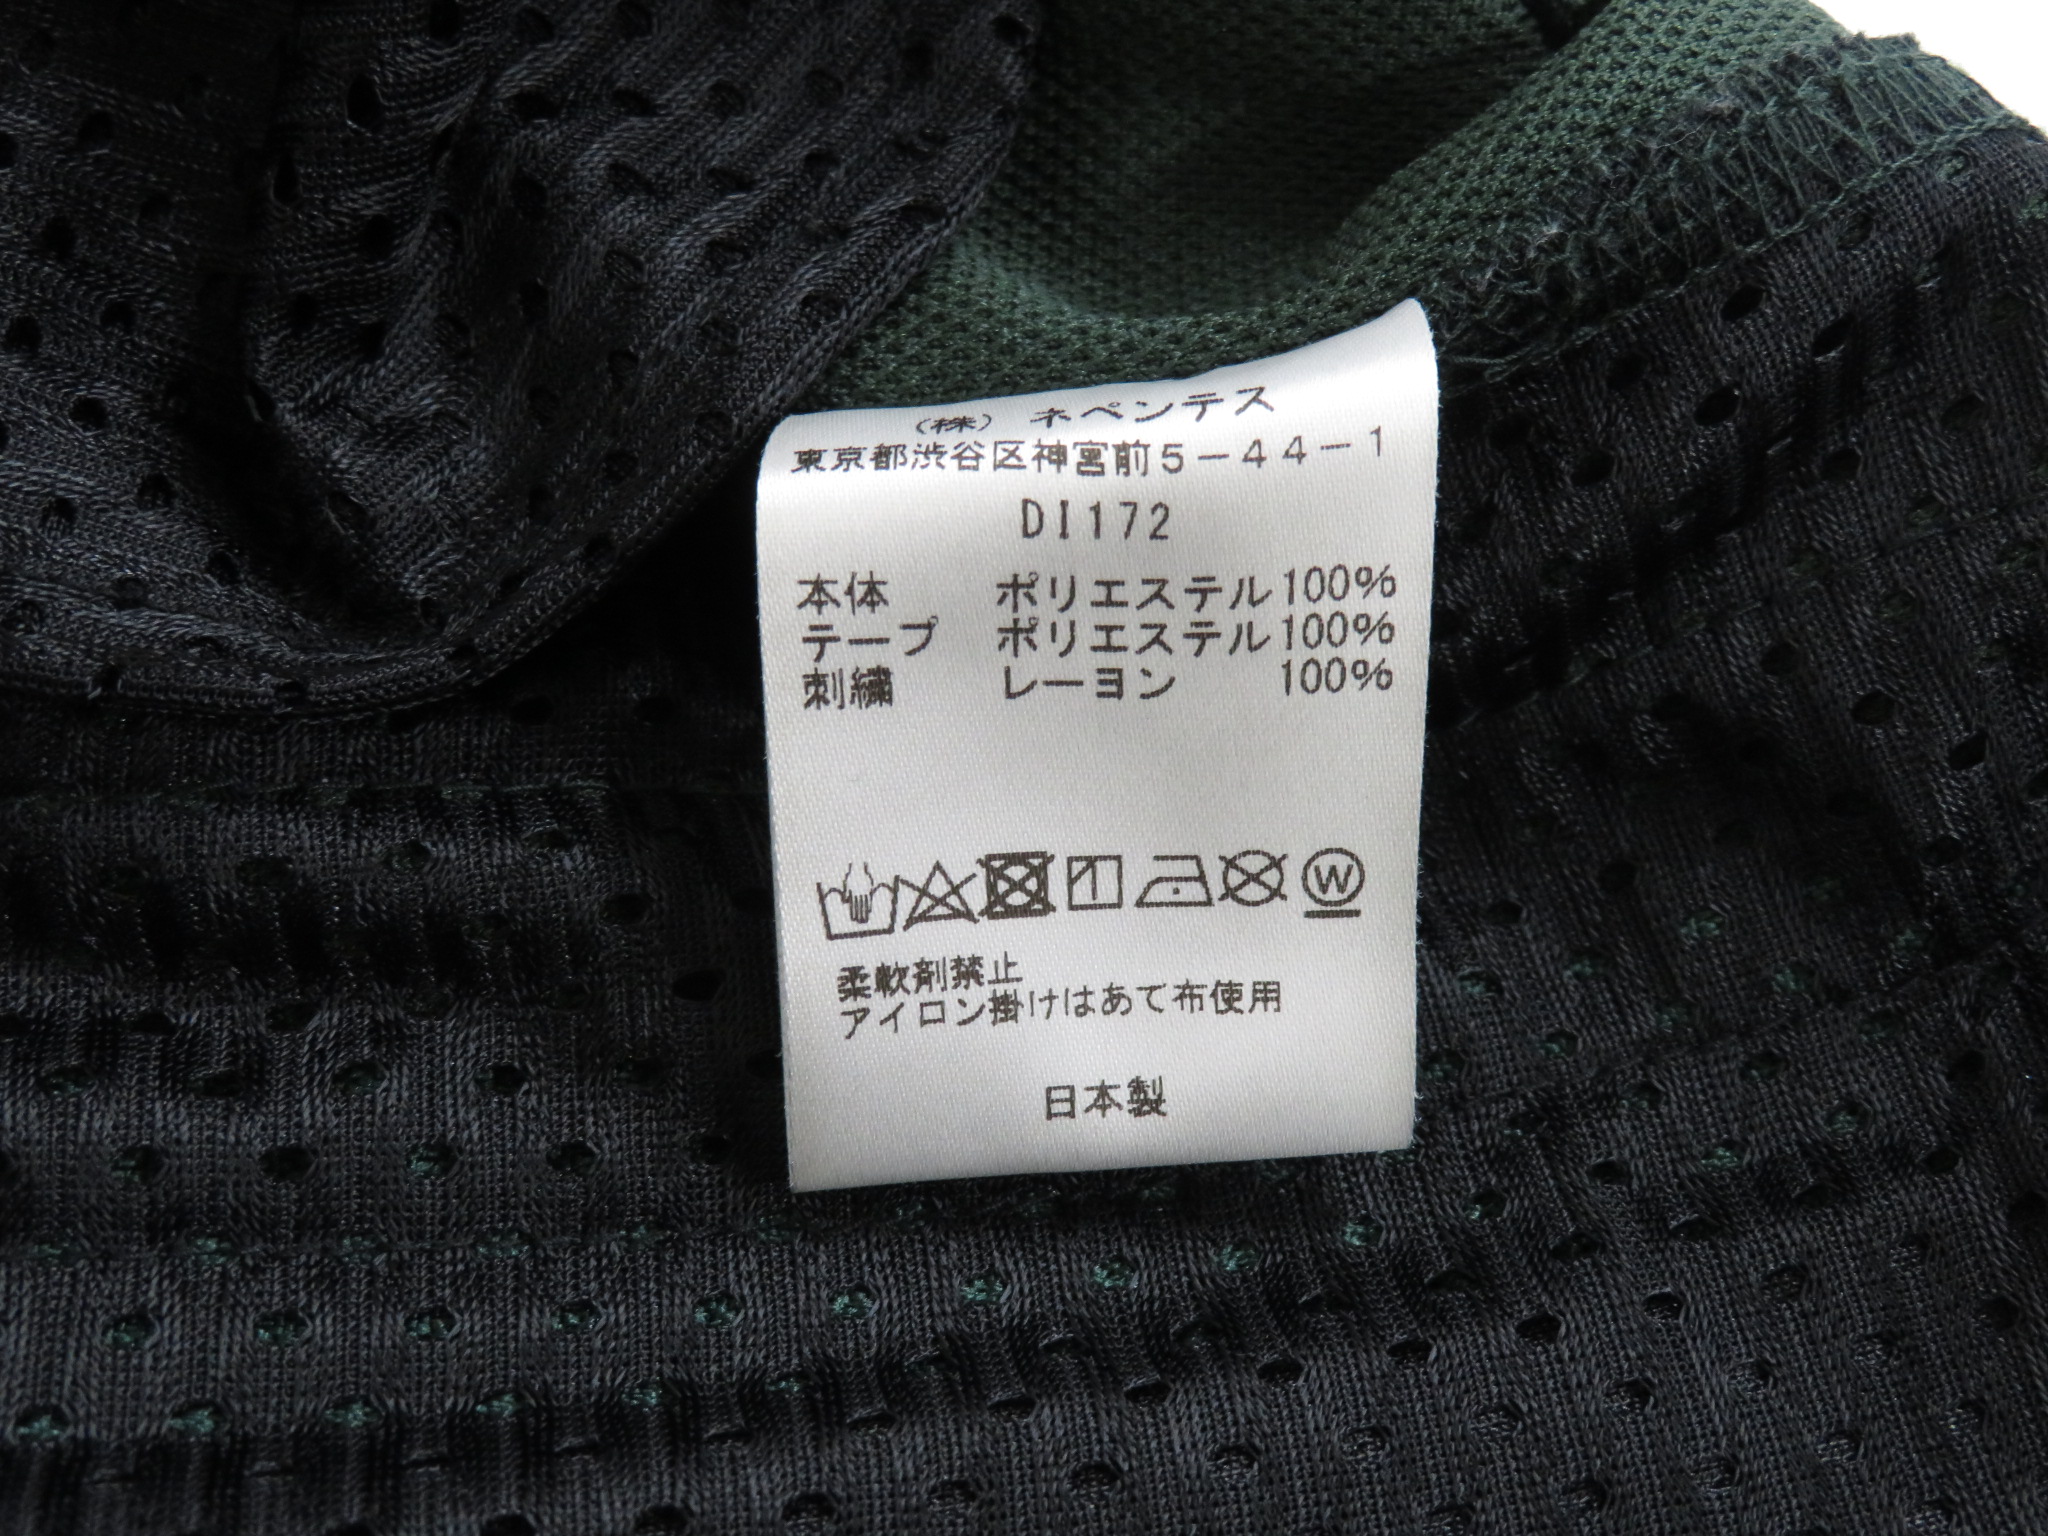 （株）ネペンテス
東京都渋谷区神宮前５－４４－１
DI172
本体 ポリエステル100%
テープ ポリエステル100%
刺繍 レーヨン 100%
W
柔軟剤禁止
アイロン掛けはあて布使用
日本製